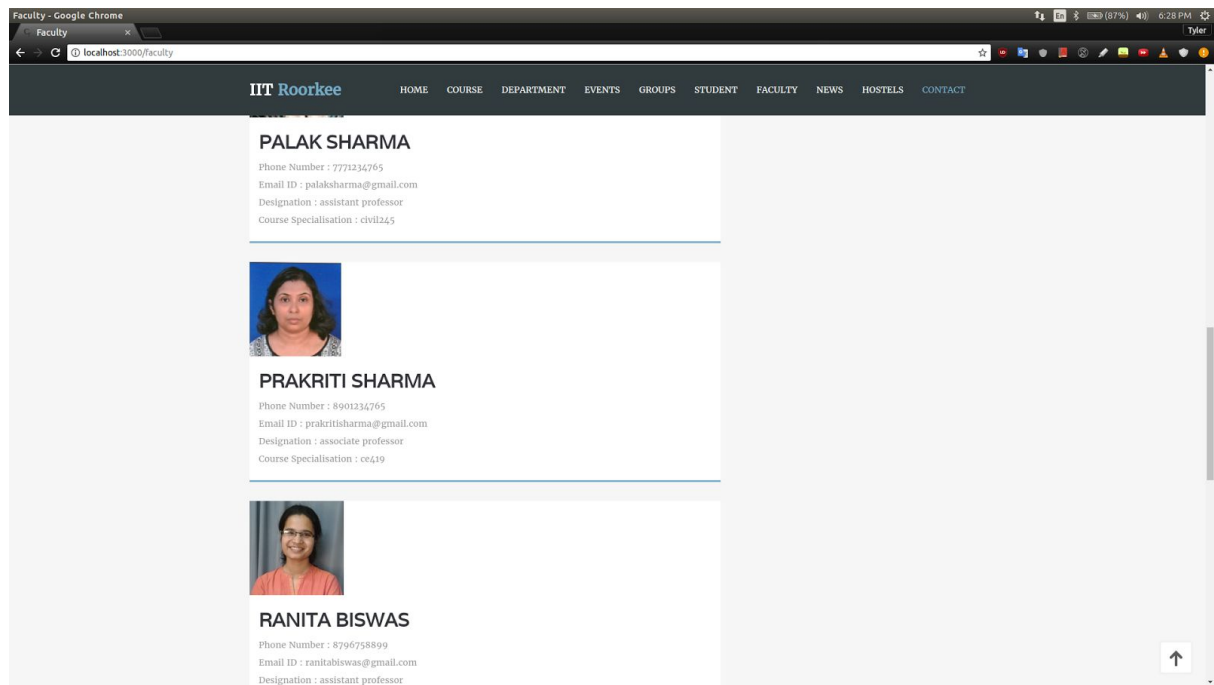 Faculty - Google Chrome
En (87%) 6:28 PM
Faculty × Tyler
localhost:3000/faculty
IIT Roorkee HOME COURSE DEPARTMENT EVENTS GROUPS STUDENT FACULTY NEWS HOSTELS CONTACT
PALAK SHARMA
Phone Number : 7771234765
Email ID : palaksharma@gmail.com
Designation : assistant professor
Course Specialisation : civil245
PRAKRITI SHARMA
Phone Number : 8901234765
Email ID : prakritisharma@gmail.com
Designation : associate professor
Course Specialisation : ce419
RANITA BISWAS
Phone Number : 8796758899
Email ID : ranitabiswas@gmail.com
Designation : assistant professor